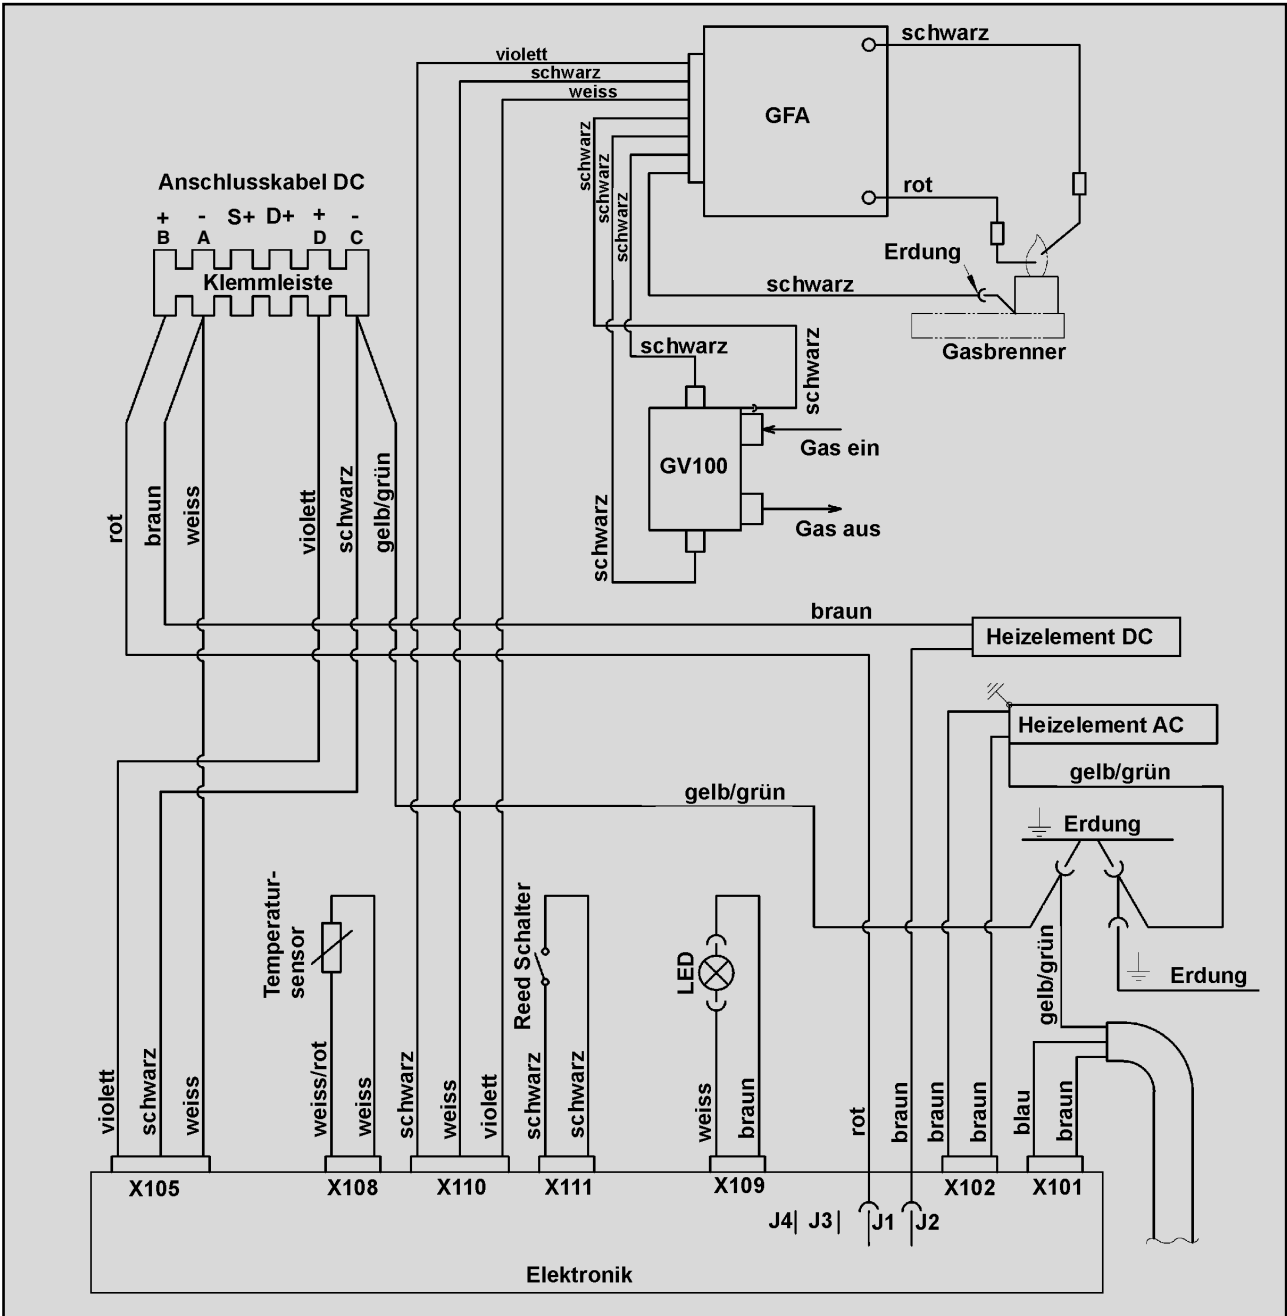 schwarz
violett
schwarz
weiss
GFA
schwarz
schwarz
schwarz
Anschlusskabel DC
rot
+ - S+ D+ + -
B A D C
Erdung
Klemmleiste
schwarz
Gasbrenner
schwarz
schwarz
Gas ein
GV100
Gas aus
rot
braun
weiss
violett
schwarz
gelb/grün
schwarz
braun
Heizelement DC
Heizelement AC
gelb/grün
gelb/grün
Erdung
Temperatur-
sensor
Reed Schalter
LED
gelb/grün
Erdung
violett
schwarz
weiss
weiss/rot
weiss
schwarz
weiss
violett
schwarz
schwarz
weiss
braun
rot
braun
braun
braun
blau
braun
X105
X108
X110
X111
X109
X102
X101
J4 J3 J1 J2
Elektronik